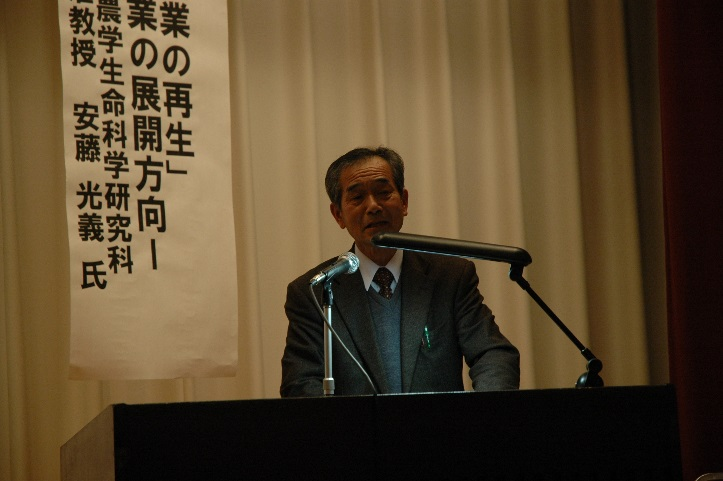 業の再生」
業の展開方向ー
農学生命科学研究科
教授 安藤 光義 氏